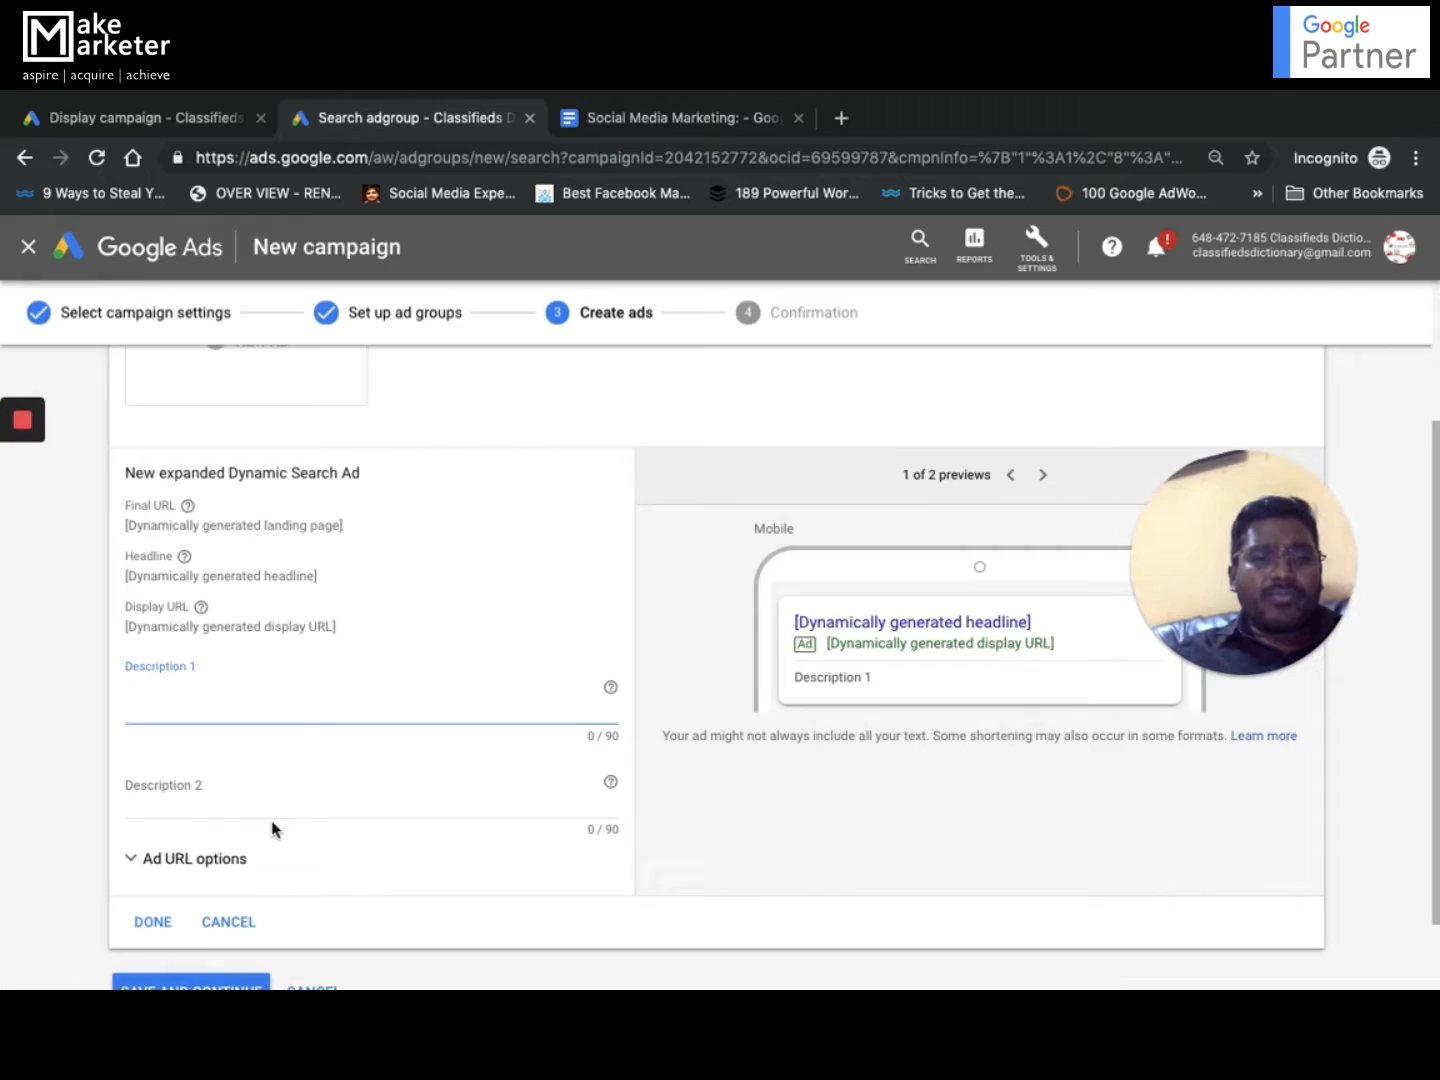 Make
Marketer
aspire | acquire | achieve
Google
Partner
Display campaign - Classifieds
Search adgroup - Classifieds D
Social Media Marketing: - Goo
https://ads.google.com/aw/adgroups/new/search?campaignId=2042152772&ocid=69599787&cmpnInfo=%7B"1"%3A1%2C"8"%3A"...
Incognito
9 Ways to Steal Y...
OVER VIEW - REN...
Social Media Expe...
Best Facebook Ma...
189 Powerful Wor...
Tricks to Get the...
100 Google AdWo...
»
Other Bookmarks
Google Ads
New campaign
SEARCH
REPORTS
TOOLS &
SETTINGS
648-472-7185 Classifieds Dictio...
classifiedsdictionary@gmail.com
Select campaign settings
Set up ad groups
3 Create ads
4 Confirmation
New expanded Dynamic Search Ad
Final URL
[Dynamically generated landing page]
Headline
[Dynamically generated headline]
Display URL
[Dynamically generated display URL]
Description 1
0 / 90
Description 2
0 / 90
Ad URL options
DONE
CANCEL
1 of 2 previews
Mobile
[Dynamically generated headline]
Ad [Dynamically generated display URL]
Description 1
Your ad might not always include all your text. Some shortening may also occur in some formats. Learn more
SAVE AND CONTINUE
CANCEL